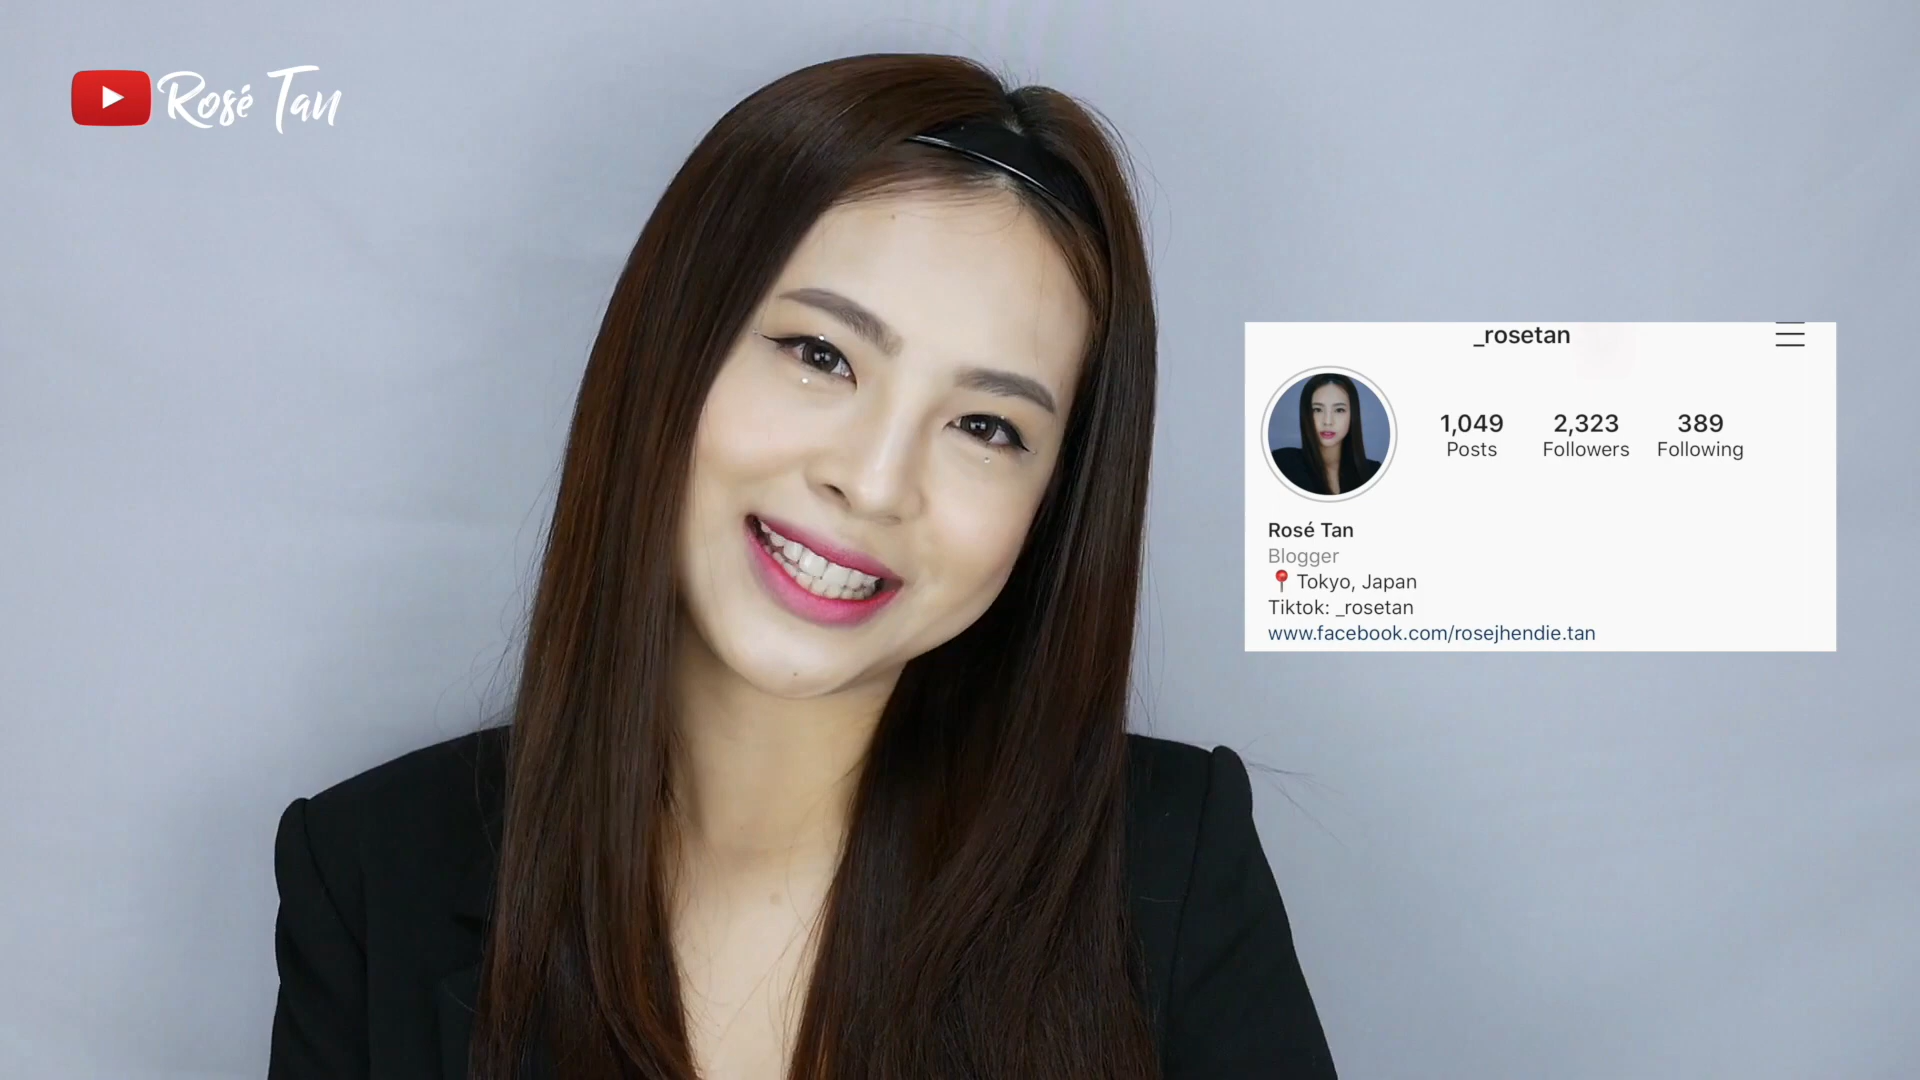 Rosé Tan
_rosetan
1,049 2,323 389
Posts Followers Following
Rosé Tan
Blogger
📍 Tokyo, Japan
Tiktok: _rosetan
www.facebook.com/rosejhendie.tan